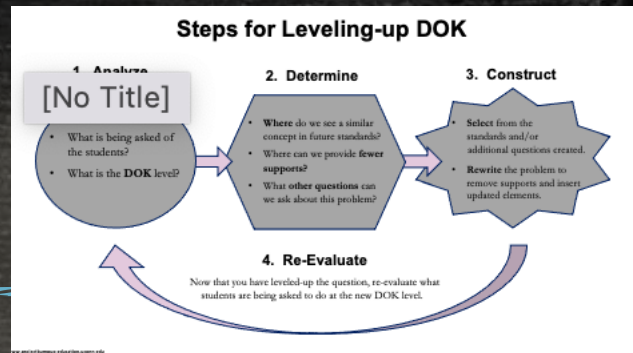 Steps for Leveling-up DOK
1. Analyze
[No Title]
• What is being asked of
the students?
• What is the DOK level?
2. Determine
• Where do we see a similar
concept in future standards?
• Where can we provide fewer
supports?
• What other questions can
we ask about this problem?
3. Construct
• Select from the
standards and/or
additional questions created.
• Rewrite the problem to
remove supports and insert
updated elements.
4. Re-Evaluate
Now that you have leveled-up the question, re-evaluate what
students are being asked to do at the new DOK level.